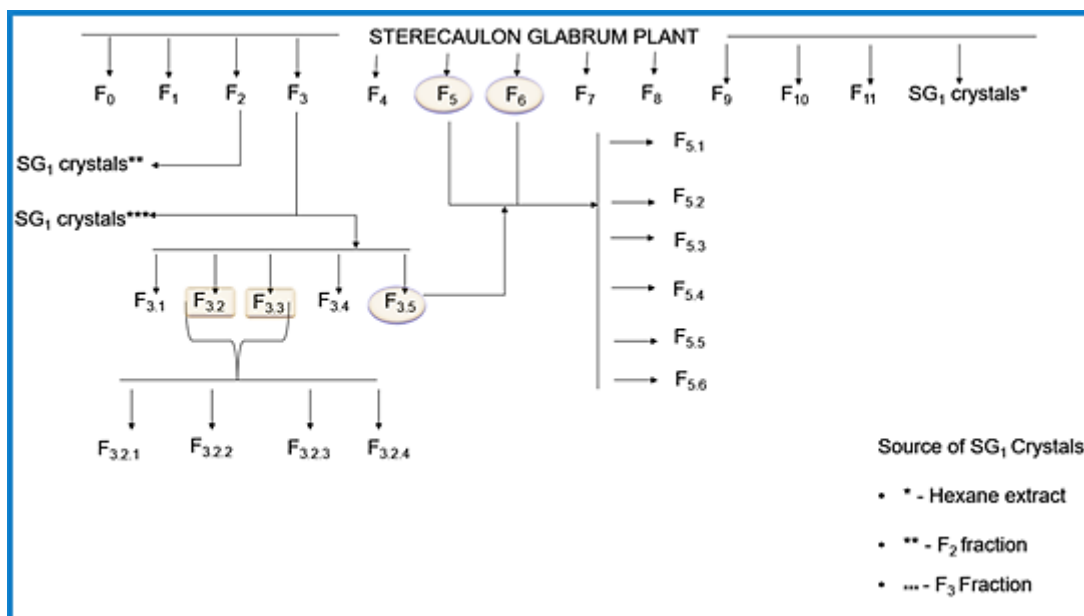 STERECAULON GLABRUM PLANT
F0 F1 F2 F3 F4 F5 F6 F7 F8 F9 F10 F11 SG1 crystals*
F5.1
SG1 crystals**
F5.2
SG1 crystals***
F5.3
F3.1 F3.2 F3.3 F3.4 F3.5
F5.4
F5.5
F5.6
F3.2.1 F3.2.2 F3.2.3 F3.2.4
Source of SG1 Crystals
• * - Hexane extract
• ** - F2 fraction
• ... - F3 Fraction